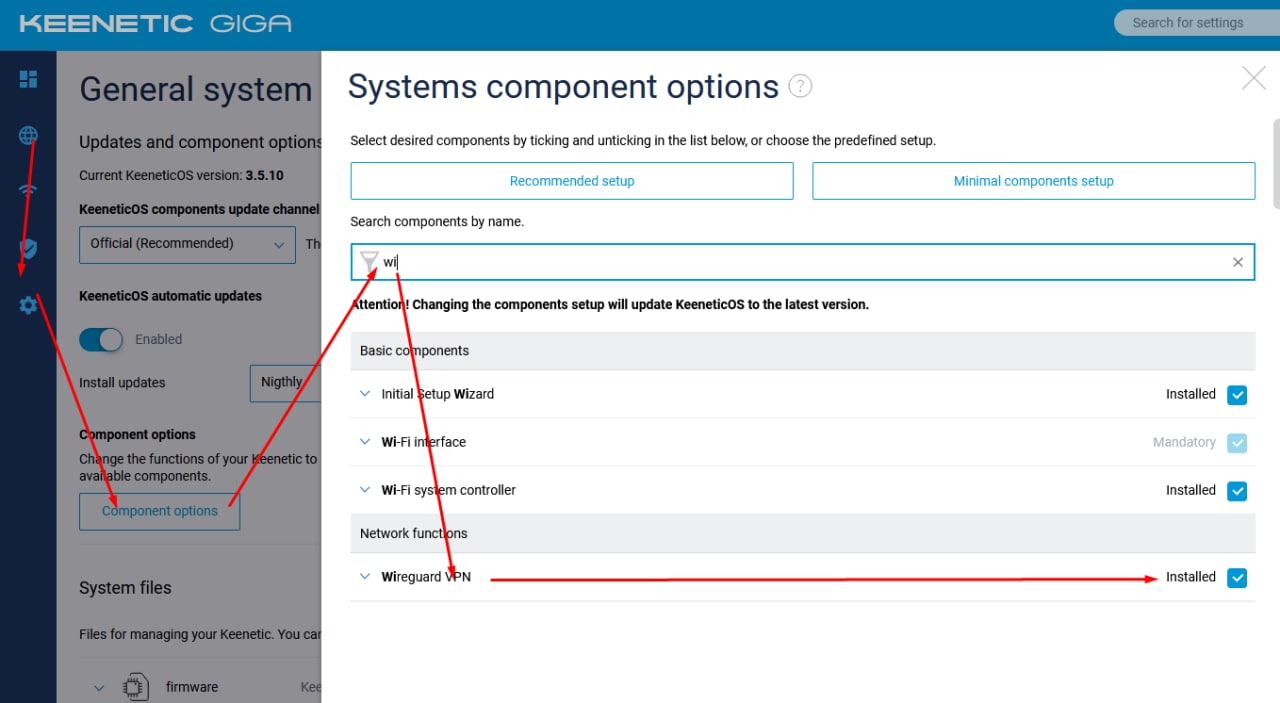 KEENETIC GIGA
Search for settings
General system
Updates and component options
Current KeeneticOS version: 3.5.10
KeeneticOS components update channel
Official (Recommended)
Th
KeeneticOS automatic updates
Enabled
Install updates
Nigthly
Component options
Change the functions of your Keenetic to
available components.
Component options
System files
Files for managing your Keenetic. You can
firmware
Kee
Systems component options
?
Select desired components by ticking and unticking in the list below, or choose the predefined setup.
Recommended setup
Minimal components setup
Search components by name.
wi
Attention! Changing the components setup will update KeeneticOS to the latest version.
Basic components
Initial Setup Wizard
Installed
Wi-Fi interface
Mandatory
Wi-Fi system controller
Installed
Network functions
Wireguard VPN
Installed